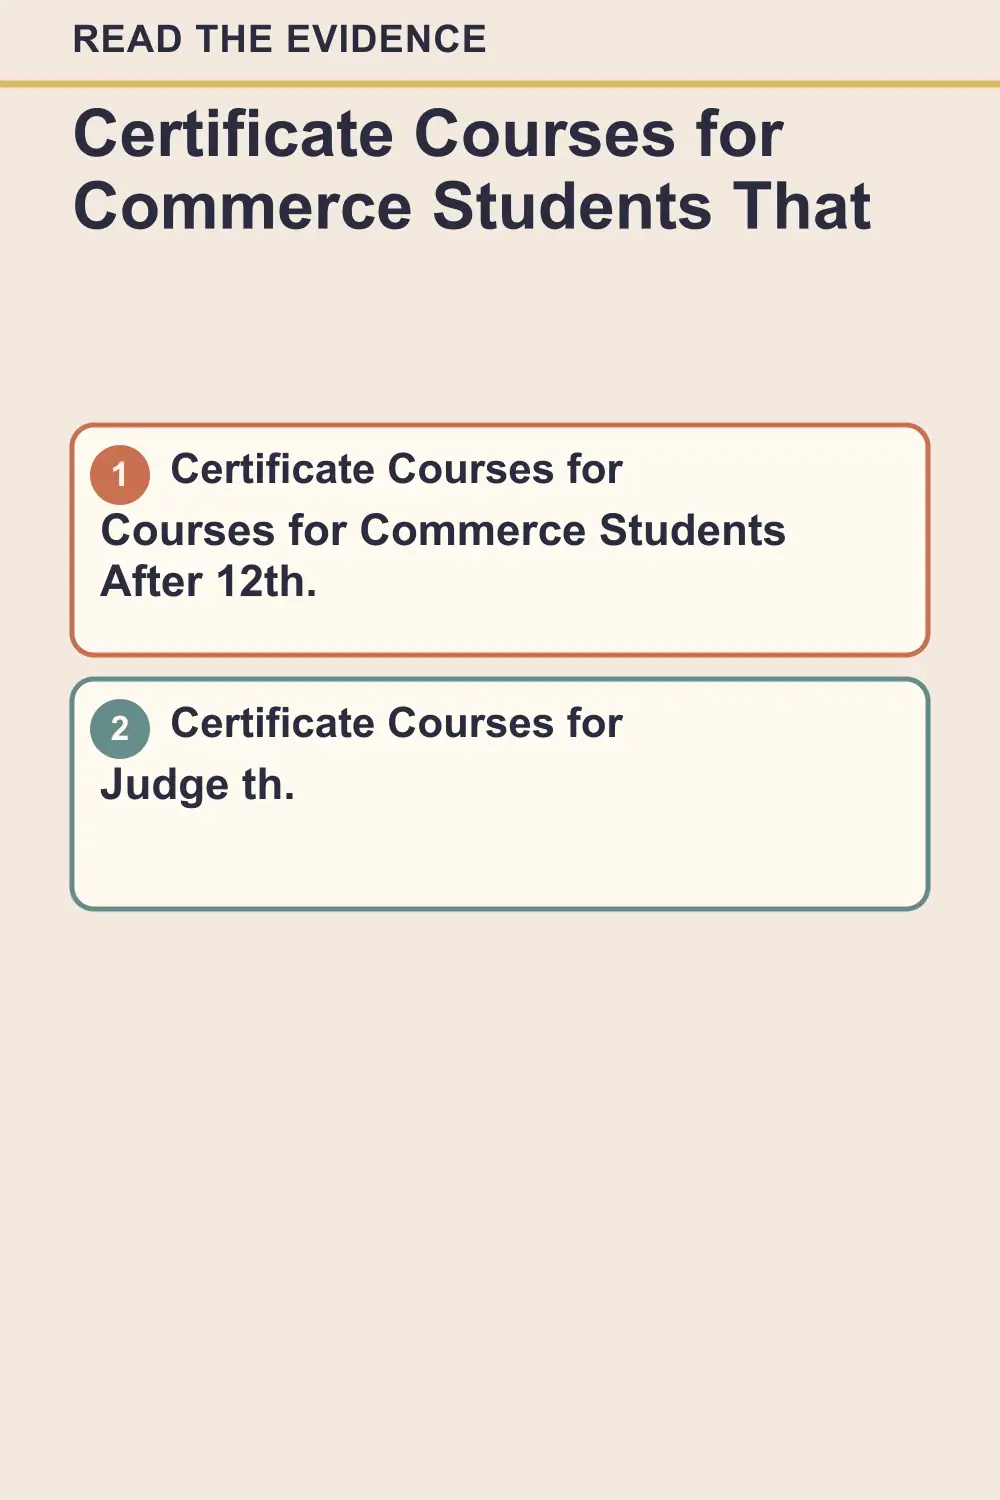 READ THE EVIDENCE
Certificate Courses for
Commerce Students That
1 Certificate Courses for
Courses for Commerce Students
After 12th.
2 Certificate Courses for
Judge th.